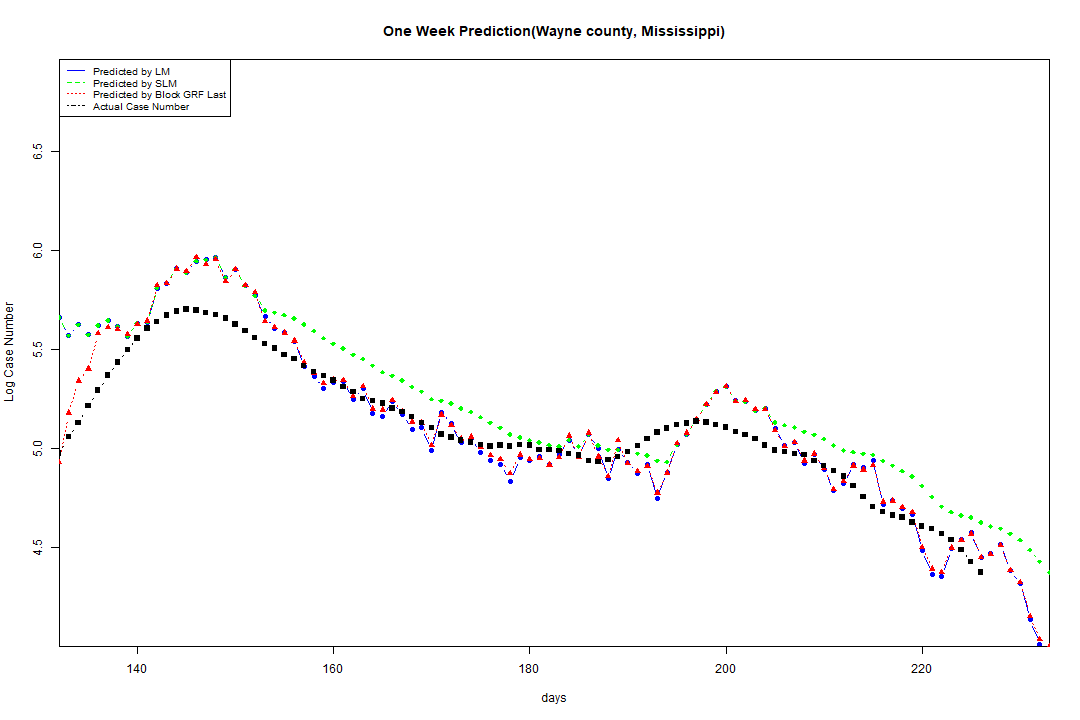 One Week Prediction(Wayne county, Mississippi)
Predicted by LM
Predicted by SLM
Predicted by Block GRF Last
Actual Case Number
6.5
6.0
5.5
5.0
4.5
Log Case Number
140 160 180 200 220
days